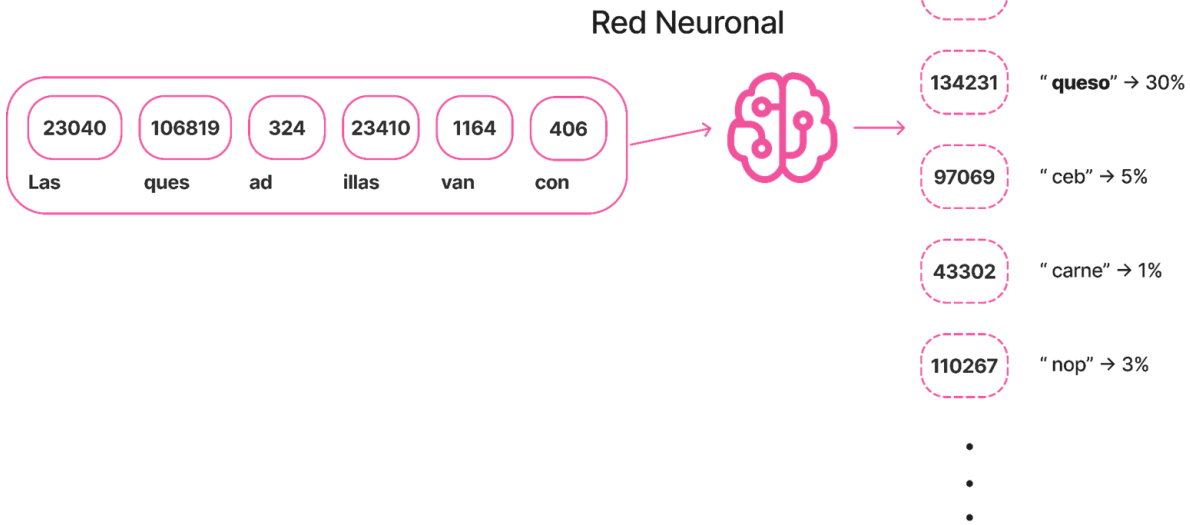 Red Neuronal
23040 106819 324 23410 1164 406
Las ques ad illas van con
134231 “ queso” → 30%
97069 “ ceb” → 5%
43302 “ carne” → 1%
110267 “ nop” → 3%